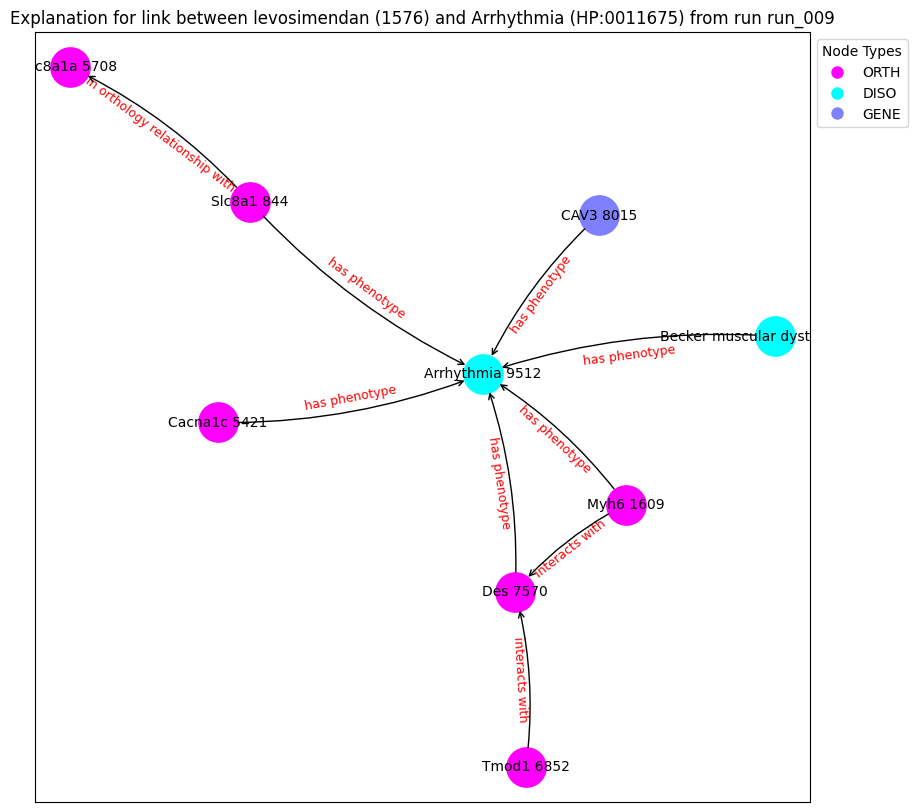 Explanation for link between levosimendan (1576) and Arrhythmia (HP:0011675) from run run_009
Node Types
ORTH
DISO
GENE
c8a1a 5708
in orthology relationship with
Slc8a1 844
CAV3 8015
has phenotype
has phenotype
Becker muscular dyst
has phenotype
Arrhythmia 9512
has phenotype
Cacna1c 5421
has phenotype
has phenotype
Myh6 1609
interacts with
Des 7570
interacts with
Tmod1 6852